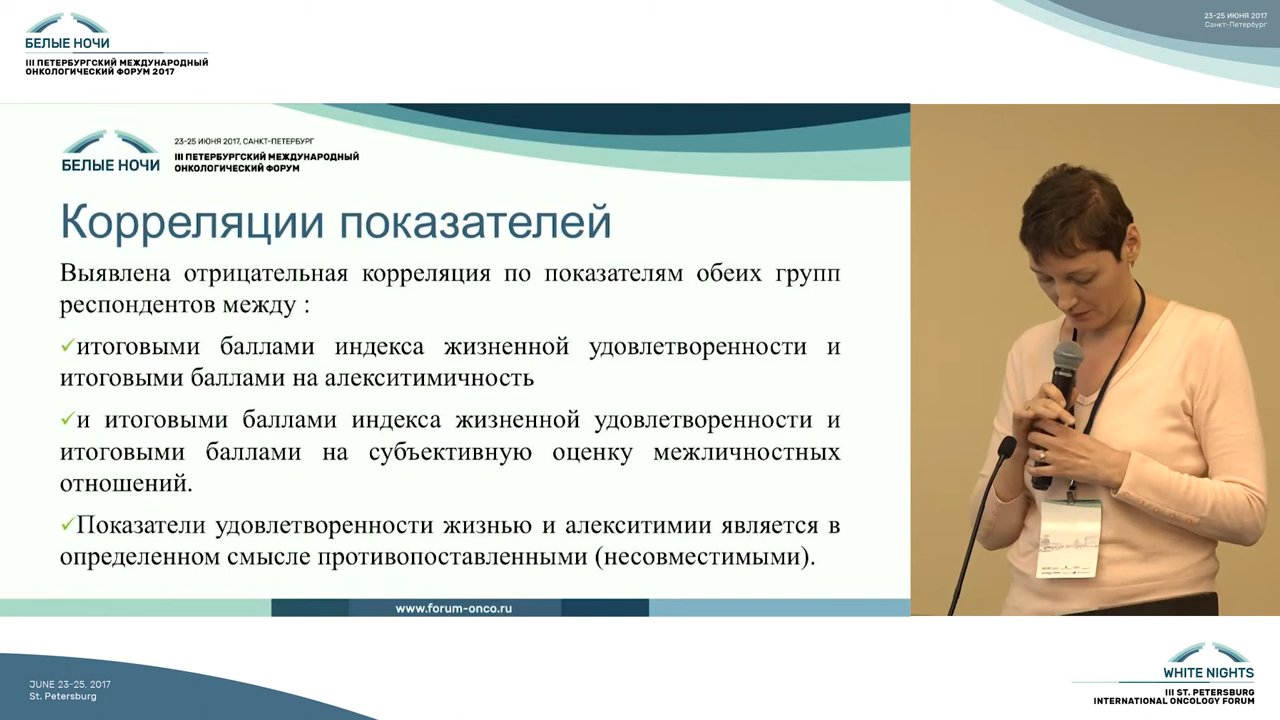 БЕЛЫЕ НОЧИ
III ПЕТЕРБУРГСКИЙ МЕЖДУНАРОДНЫЙ
ОНКОЛОГИЧЕСКИЙ ФОРУМ 2017
23-25 ИЮНЯ 2017
Санкт-Петербург
БЕЛЫЕ НОЧИ
23-25 ИЮНЯ 2017, САНКТ-ПЕТЕРБУРГ
III ПЕТЕРБУРГСКИЙ МЕЖДУНАРОДНЫЙ
ОНКОЛОГИЧЕСКИЙ ФОРУМ
Корреляции показателей
Выявлена отрицательная корреляция по показателям обеих групп
респондентов между :
✓итоговыми баллами индекса жизненной удовлетворенности и
итоговыми баллами на алекситимичность
✓и итоговыми баллами индекса жизненной удовлетворенности и
итоговыми баллами на субъективную оценку межличностных
отношений.
✓Показатели удовлетворенности жизнью и алекситимии является в
определенном смысле противопоставленными (несовместимыми).
www.forum-onco.ru
JUNE 23-25, 2017
St. Petersburg
WHITE NIGHTS
III ST. PETERSBURG
INTERNATIONAL ONCOLOGY FORUM